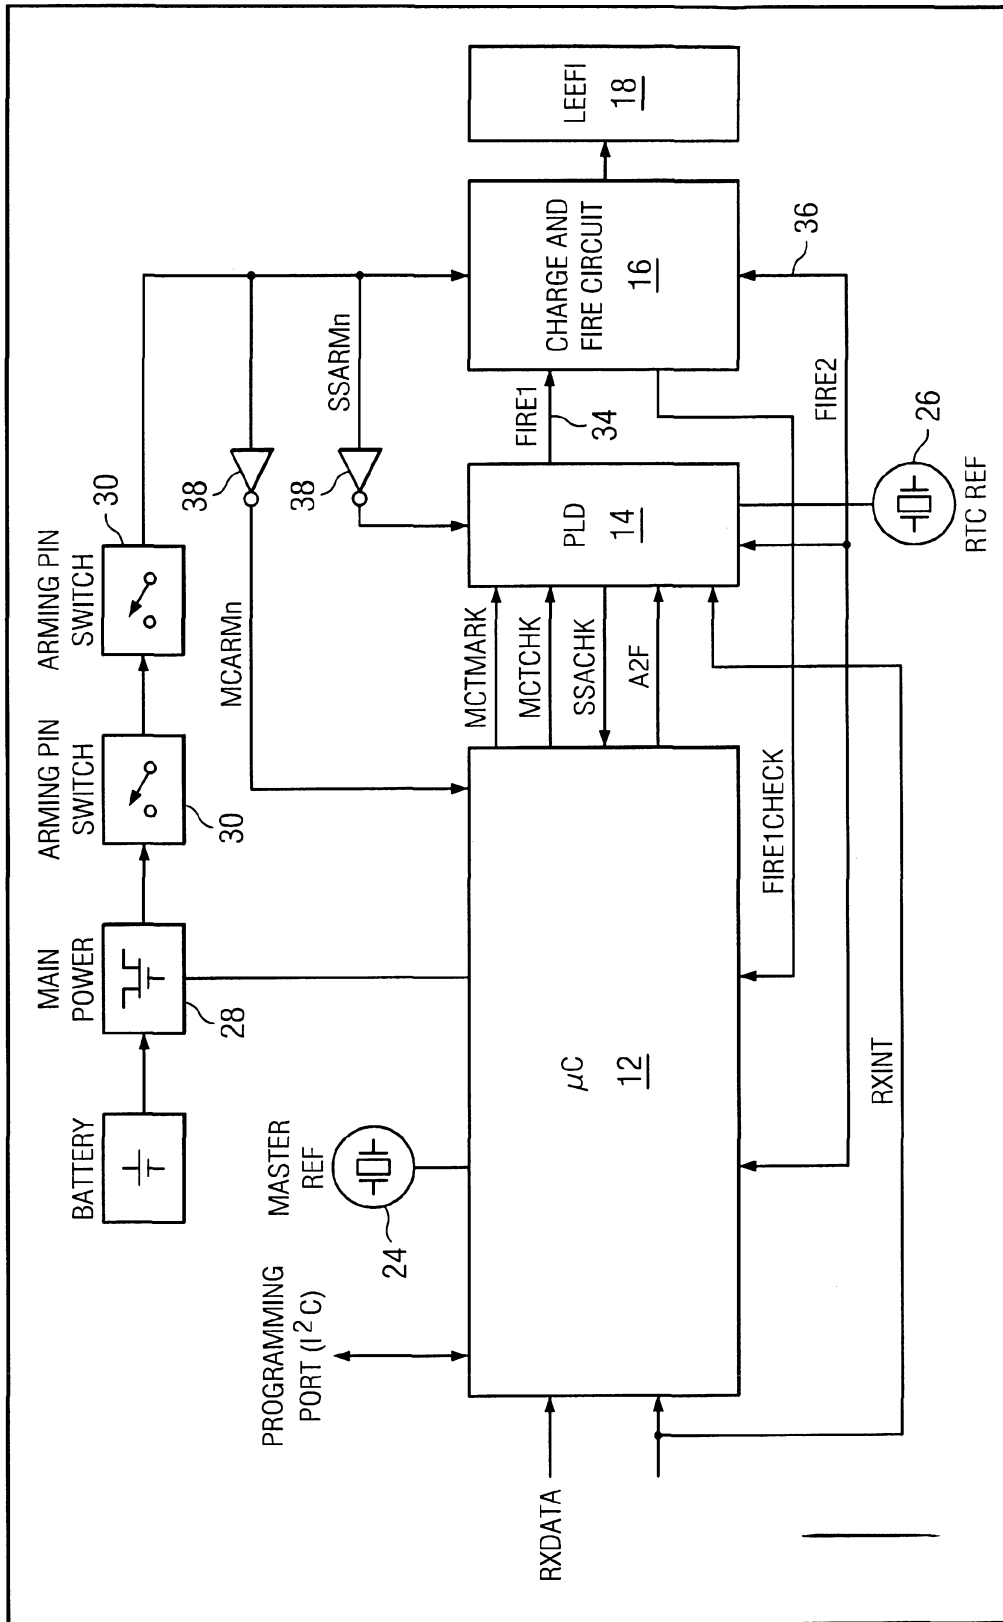 BATTERY
MAIN
POWER
28
ARMING PIN
SWITCH
30
ARMING PIN
SWITCH
30
MCARMn
38
SSARMn
38
PROGRAMMING
PORT (I²C)
MASTER
REF
24
RXDATA
μC
12
MCTMARK
MCTCHK
SSACHK
A2F
PLD
14
FIRE1
34
CHARGE AND
FIRE CIRCUIT
16
LEEFI
18
FIRE1CHECK
FIRE2
36
RXINT
26
RTC REF